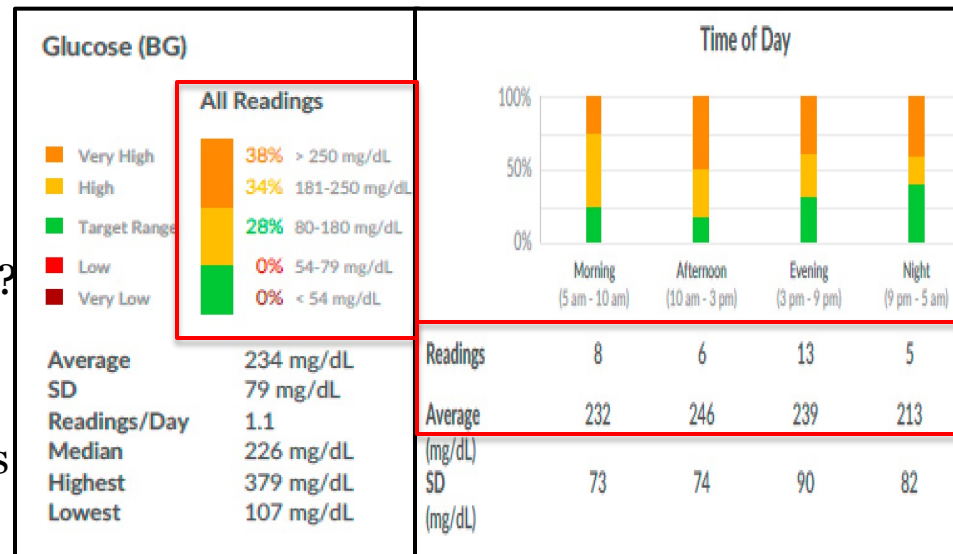 Glucose (BG)
All Readings
Very High 38% > 250 mg/dL
High 34% 181-250 mg/dL
Target Range 28% 80-180 mg/dL
Low 0% 54-79 mg/dL
Very Low 0% < 54 mg/dL
Average 234 mg/dL
SD 79 mg/dL
Readings/Day 1.1
Median 226 mg/dL
Highest 379 mg/dL
Lowest 107 mg/dL
?
s
Time of Day
100%
50%
0%
Morning Afternoon Evening Night
(5 am - 10 am) (10 am - 3 pm) (3 pm - 9 pm) (9 pm - 5 am)
Readings 8 6 13 5
Average 232 246 239 213
(mg/dL)
SD 73 74 90 82
(mg/dL)